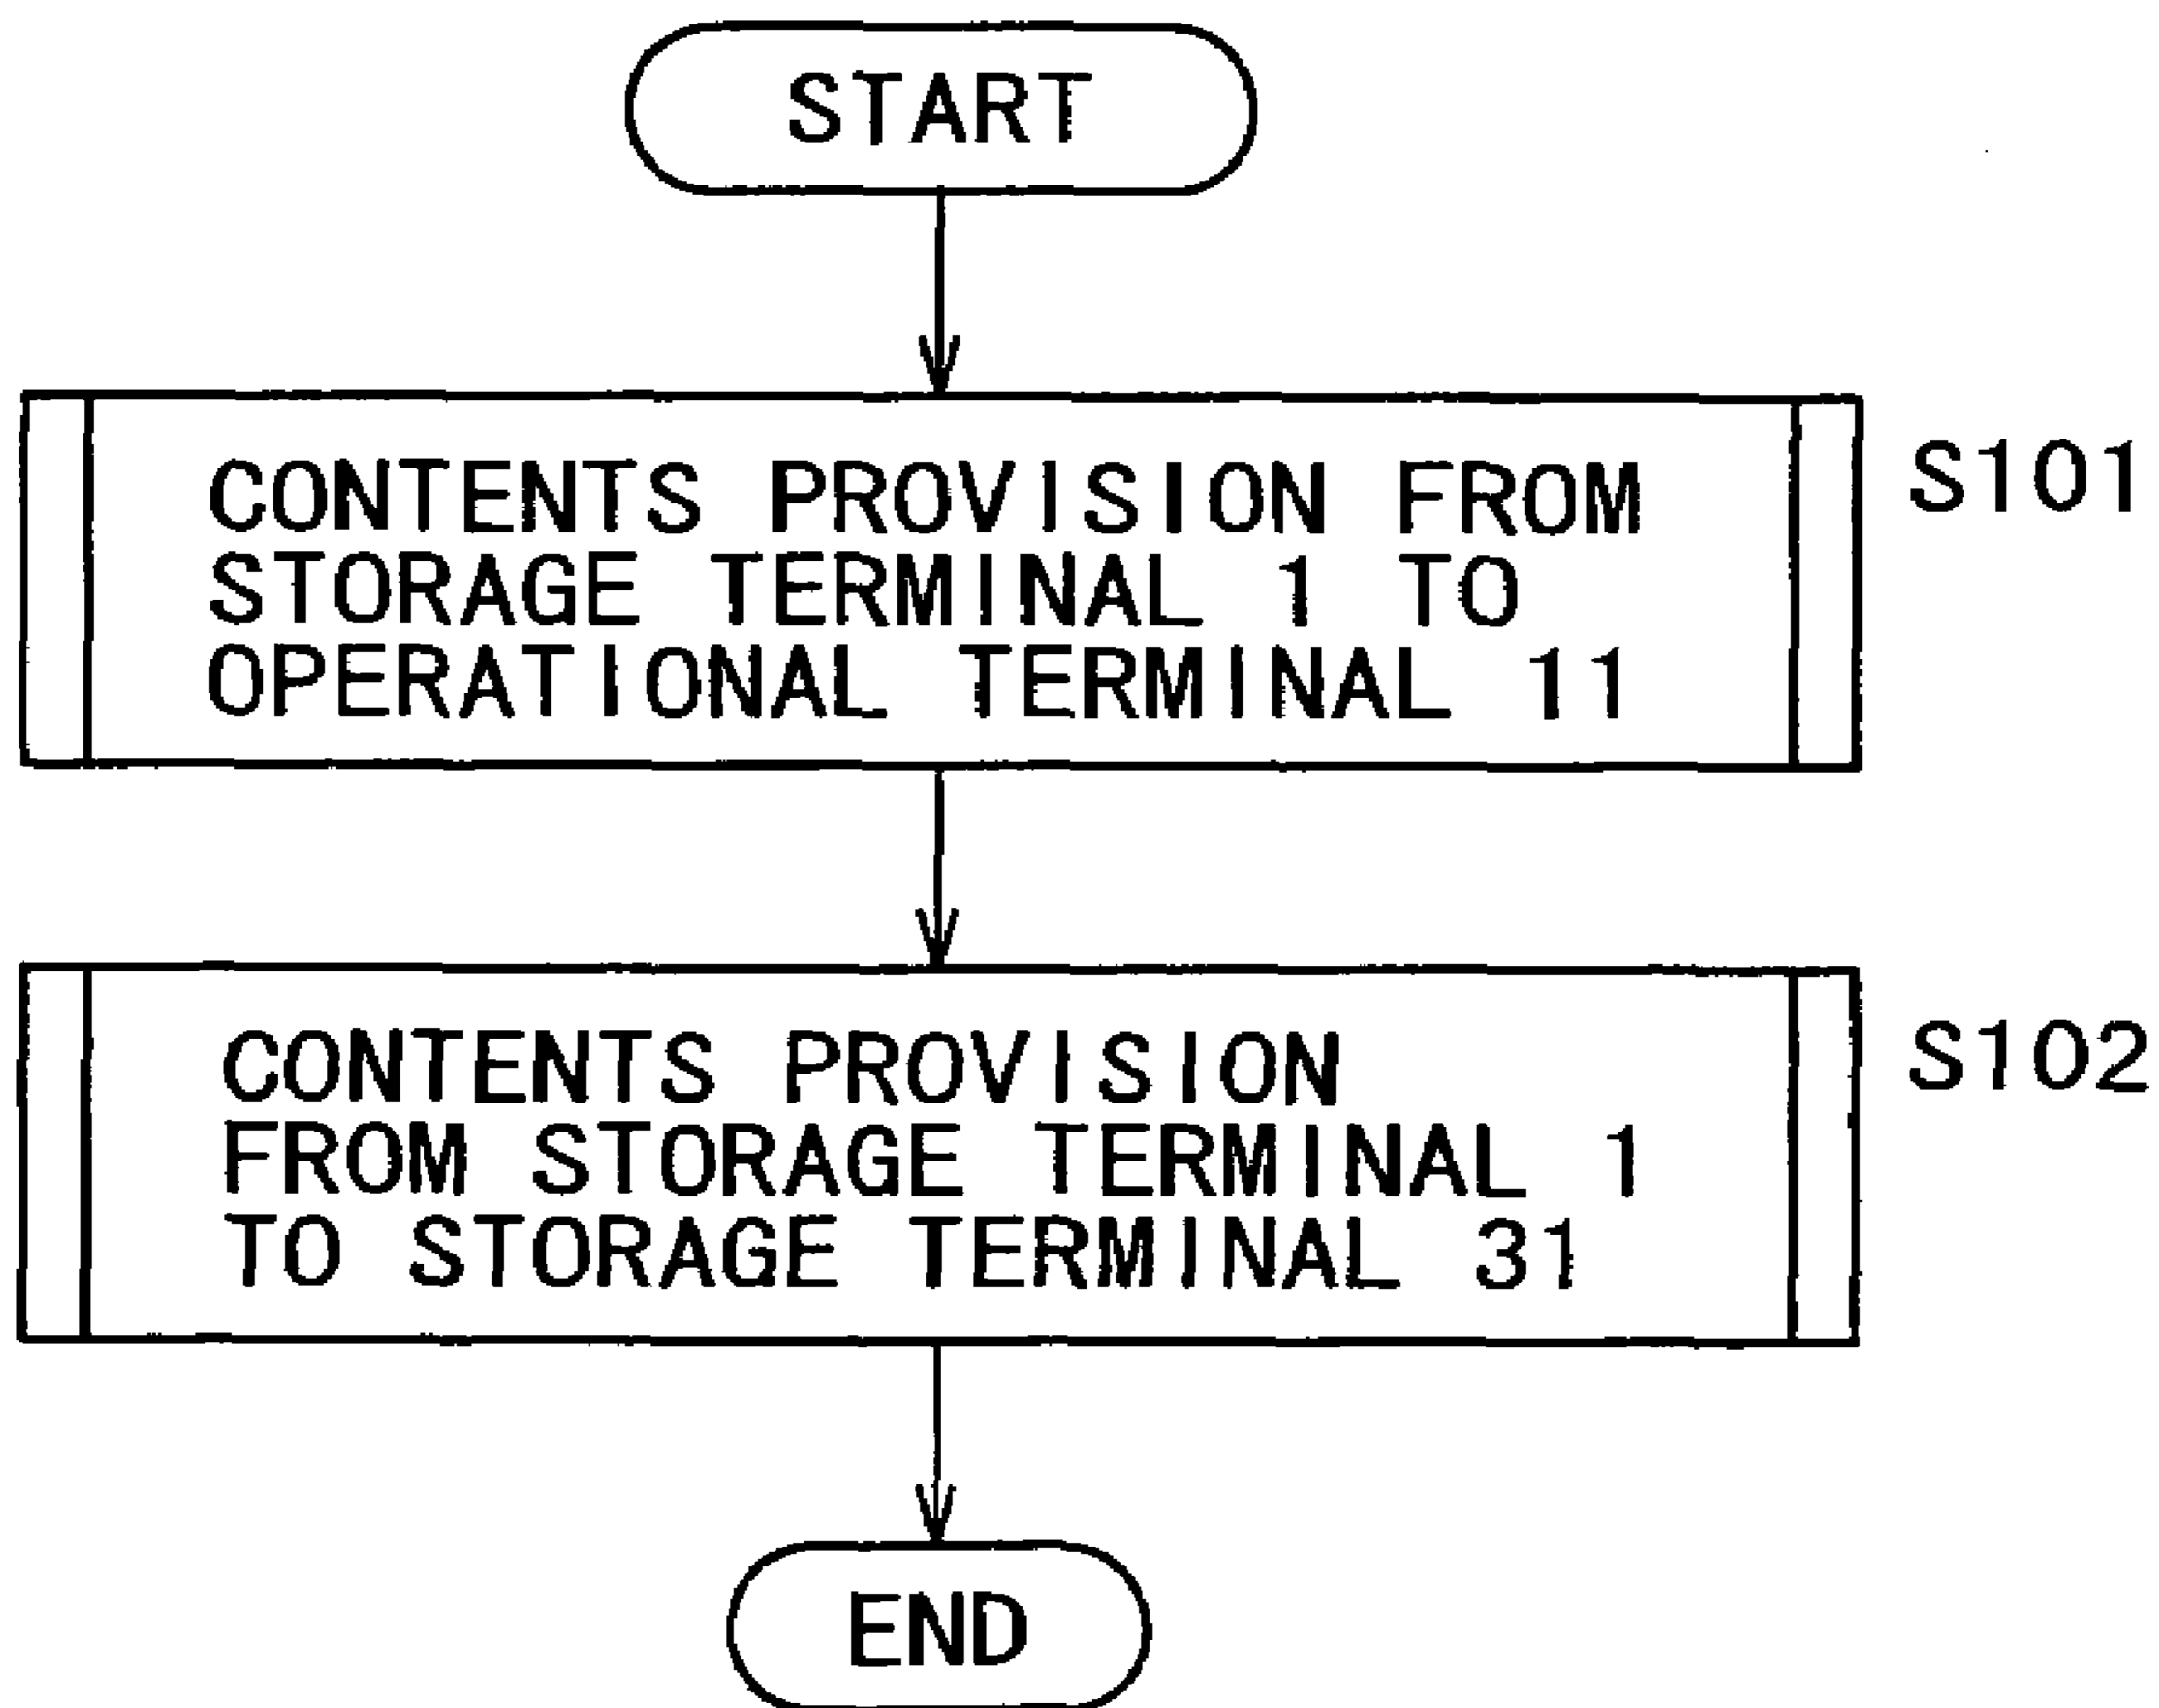 START
CONTENTS PROVISION FROM
STORAGE TERMINAL 1 TO
OPERATIONAL TERMINAL 11
S101
CONTENTS PROVISION
FROM STORAGE TERMINAL 1
TO STORAGE TERMINAL 31
S102
END